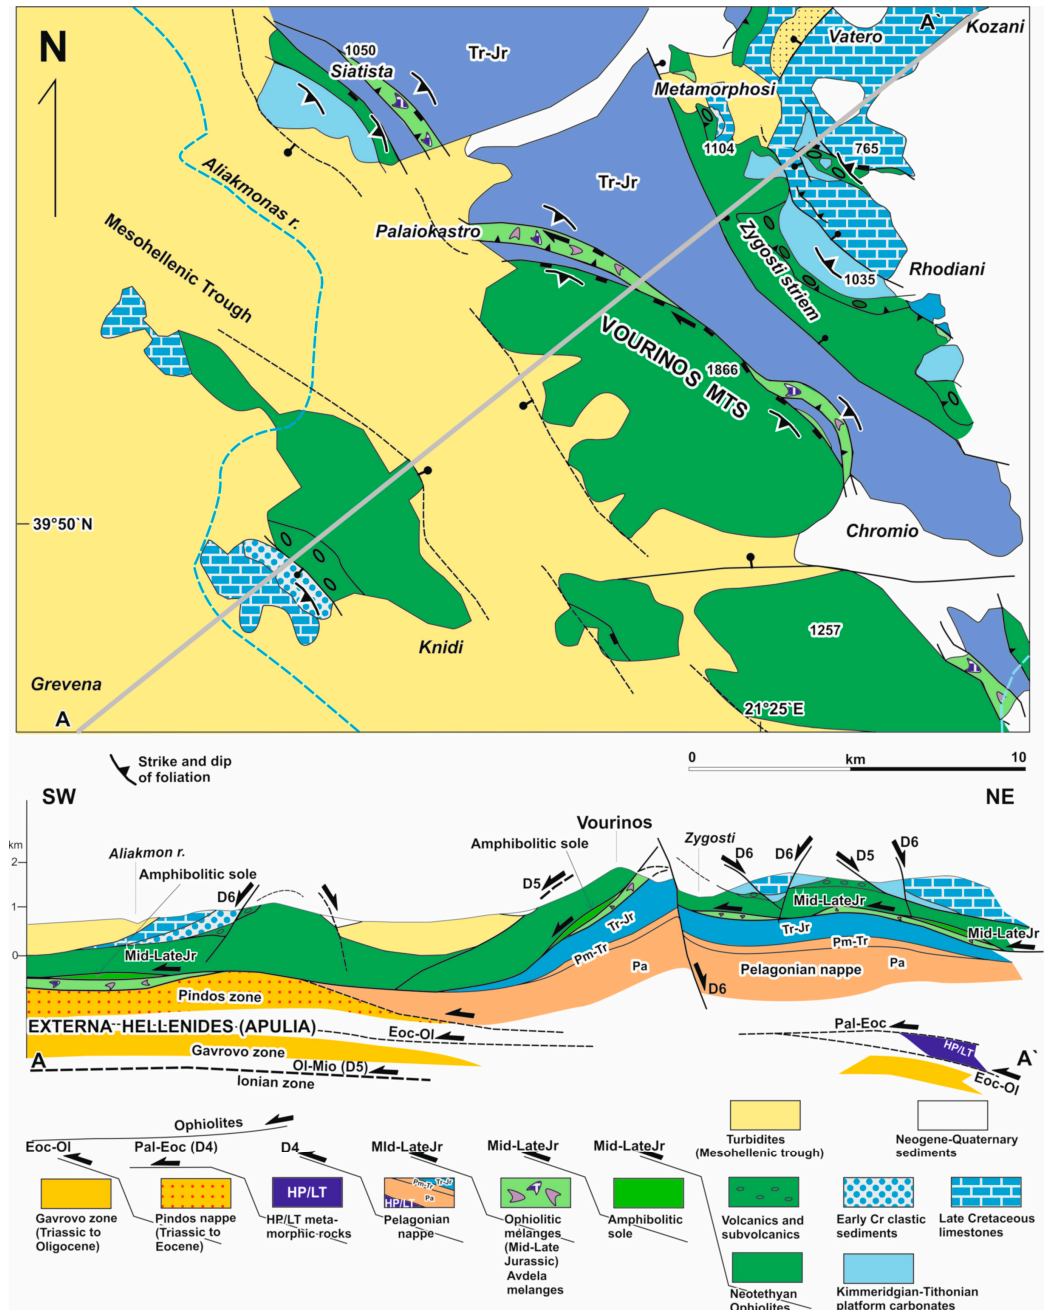 N
A`
Kozani
Vatero
1050
Siatista
Tr-Jr
Metamorphosi
1104
765
Aliakmonas r.
Tr-Jr
Palaiokastro
Mesohellenic Trough
Zygosti striem
Rhodiani
1035
VOURINOS MTS
1866
39°50`N
Chromio
Knidi
1257
Grevena
A
21°25`E
Strike and dip
of foliation
0
km
10
SW
NE
km
2
1
0
Aliakmon r.
Amphibolitic sole
D6
Vourinos
Amphibolitic sole
D5
Zygosti
D6
D6
D5
D6
Mid-LateJr
Mid-LateJr
Mid-LateJr
Tr-Jr
Pm-Tr
Pa
Tr-Jr
Pm-Tr
Pa
Pelagonian nappe
D6
Pindos zone
EXTERNA HELLENIDES (APULIA)
Eoc-Ol
Gavrovo zone
A
Ol-Mio (D5)
Ionian zone
Pal-Eoc
HP/LT
Eoc-Ol
A`
Ophiolites
Eoc-Ol
Pal-Eoc (D4)
D4
MId-LateJr
Mid-LateJr
Mid-LateJr
Gavrovo zone
(Triassic to
Oligocene)
Pindos nappe
(Triassic to
Eocene)
HP/LT
HP/LT meta-
morphic-rocks
Pm-Tr
Tr-Jr
Pa
HP/LT
Pelagonian
nappe
Ophiolitic
mélanges
(Mid-Late
Jurassic)
Avdela
melanges
Amphibolitic
sole
Turbidites
(Mesohellenic trough)
Neogene-Quaternary
sediments
Volcanics and
subvolcanics
Early Cr clastic
sediments
Late Cretaceous
limestones
Neotethyan
Ophiolites
Kimmeridgian-Tithonian
platform carbonates